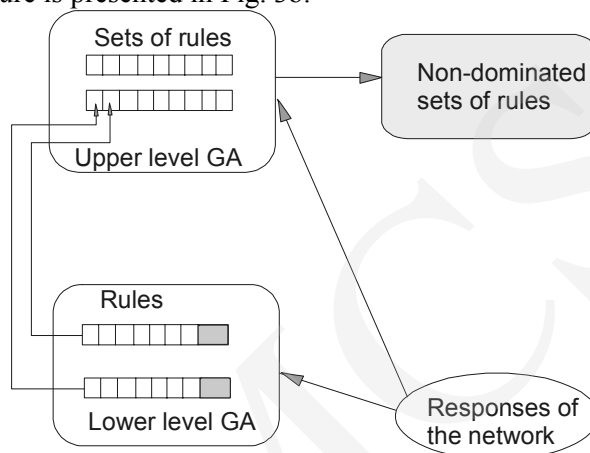 ure is presented in Fig. 3b.
Sets of rules
Upper level GA
Non-dominated
sets of rules
Rules
Lower level GA
Responses of
the network